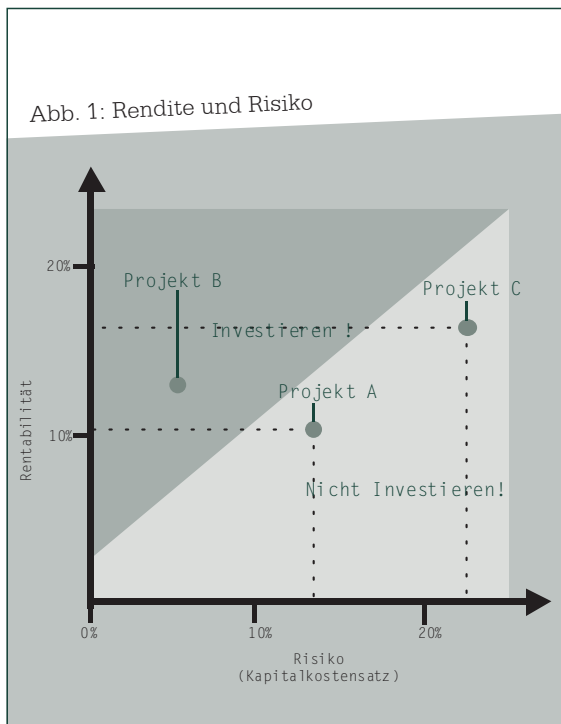 Abb. 1: Rendite und Risiko
20%
Projekt B
Projekt C
Investieren !
Projekt A
10%
Rentabilität
Nicht Investieren!
0%
10%
20%
Risiko
(Kapitalkostensatz)